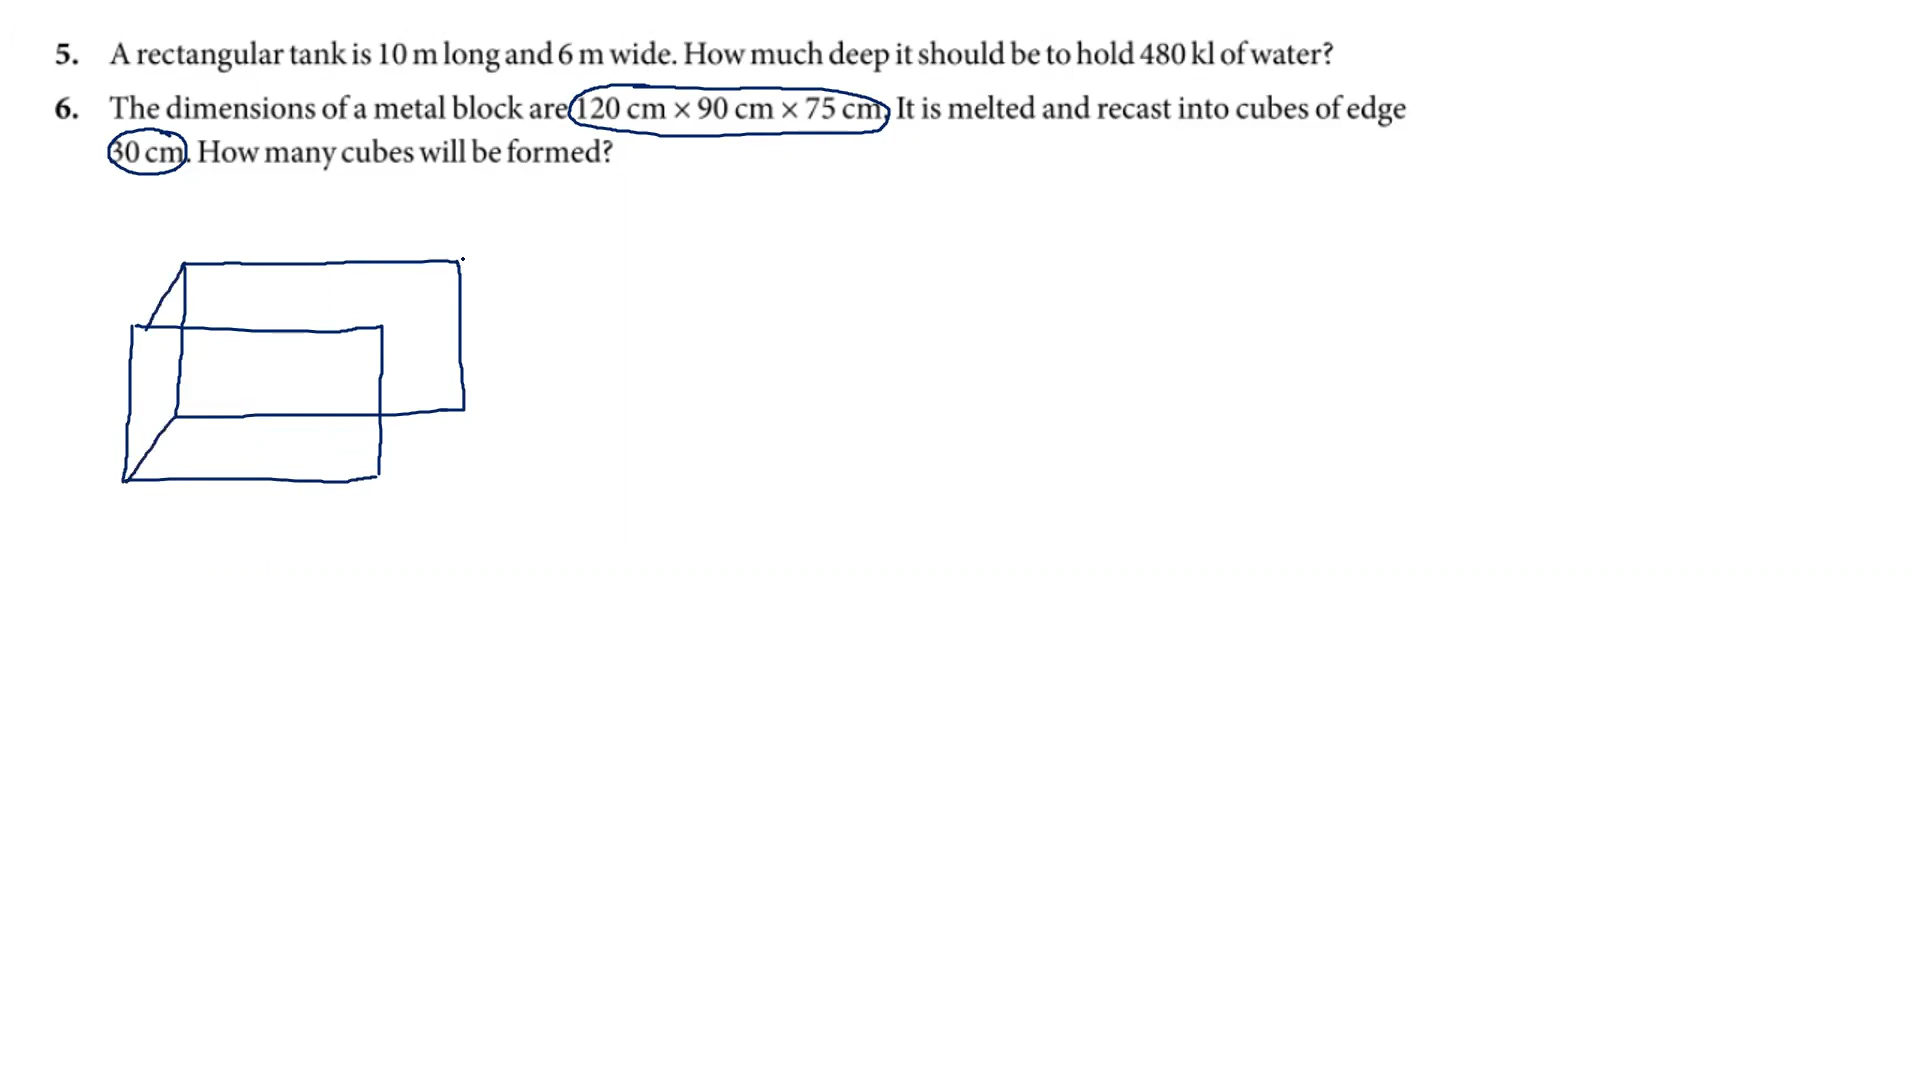 5. A rectangular tank is 10 m long and 6 m wide. How much deep it should be to hold 480 kl of water?
6. The dimensions of a metal block are 120 cm × 90 cm × 75 cm. It is melted and recast into cubes of edge
30 cm. How many cubes will be formed?